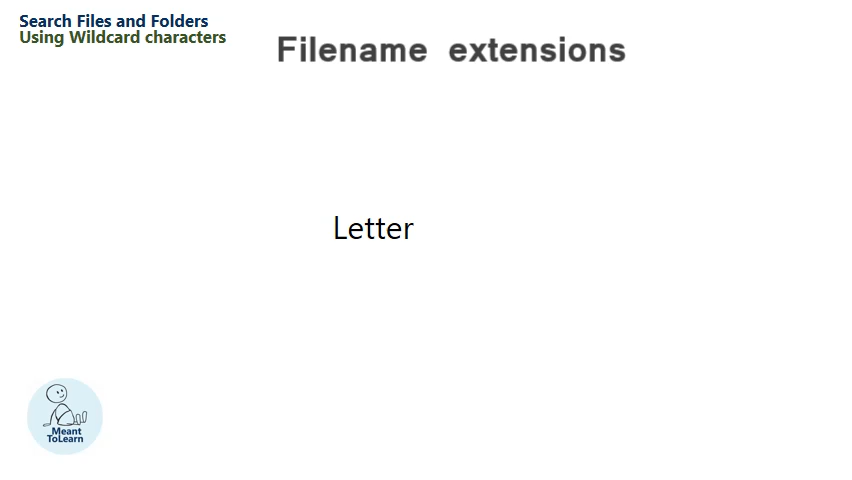 Search Files and Folders
Using Wildcard characters
Filename extensions
Letter
Meant
ToLearn